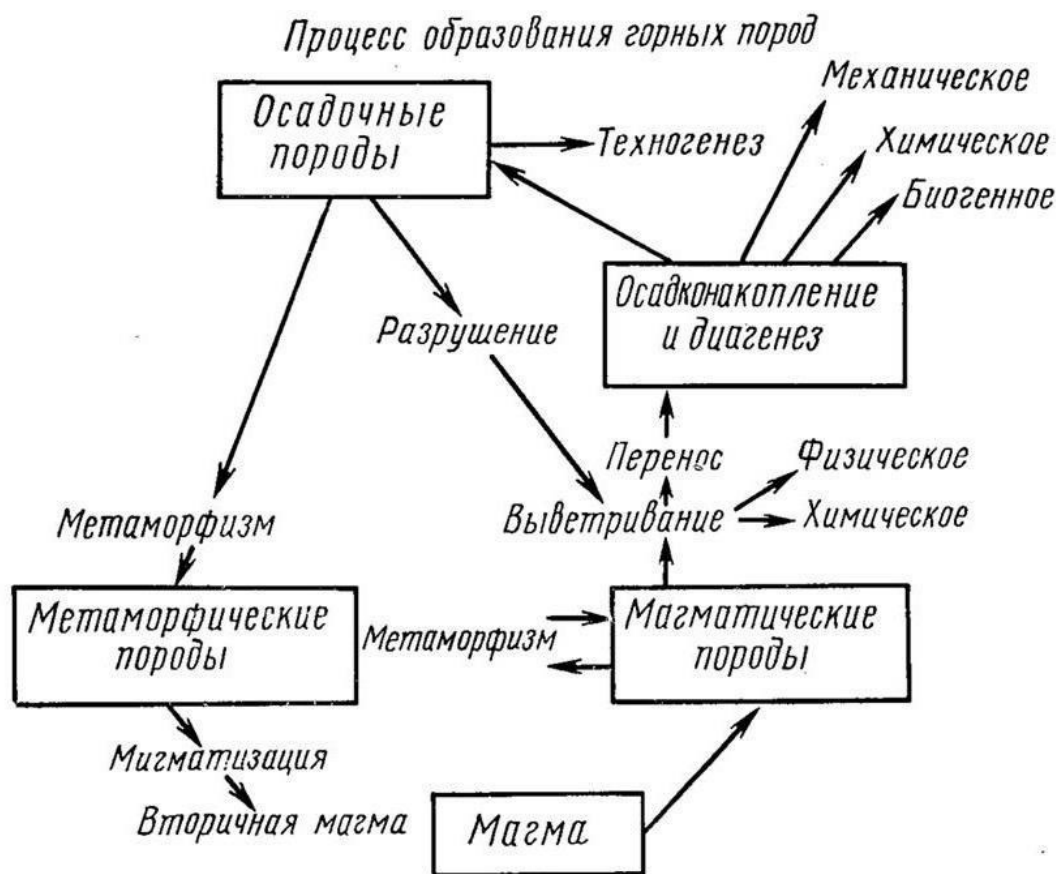 Процесс образования горных пород
Осадочные
породы
Техногенез
Механическое
Химическое
Биогенное
Осадконакопление
и диагенез
Разрушение
Перенос
Физическое
Выветривание
Химическое
Метаморфизм
Метаморфические
породы
Метаморфизм
Магматические
породы
Мигматизация
Вторичная магма
Магма